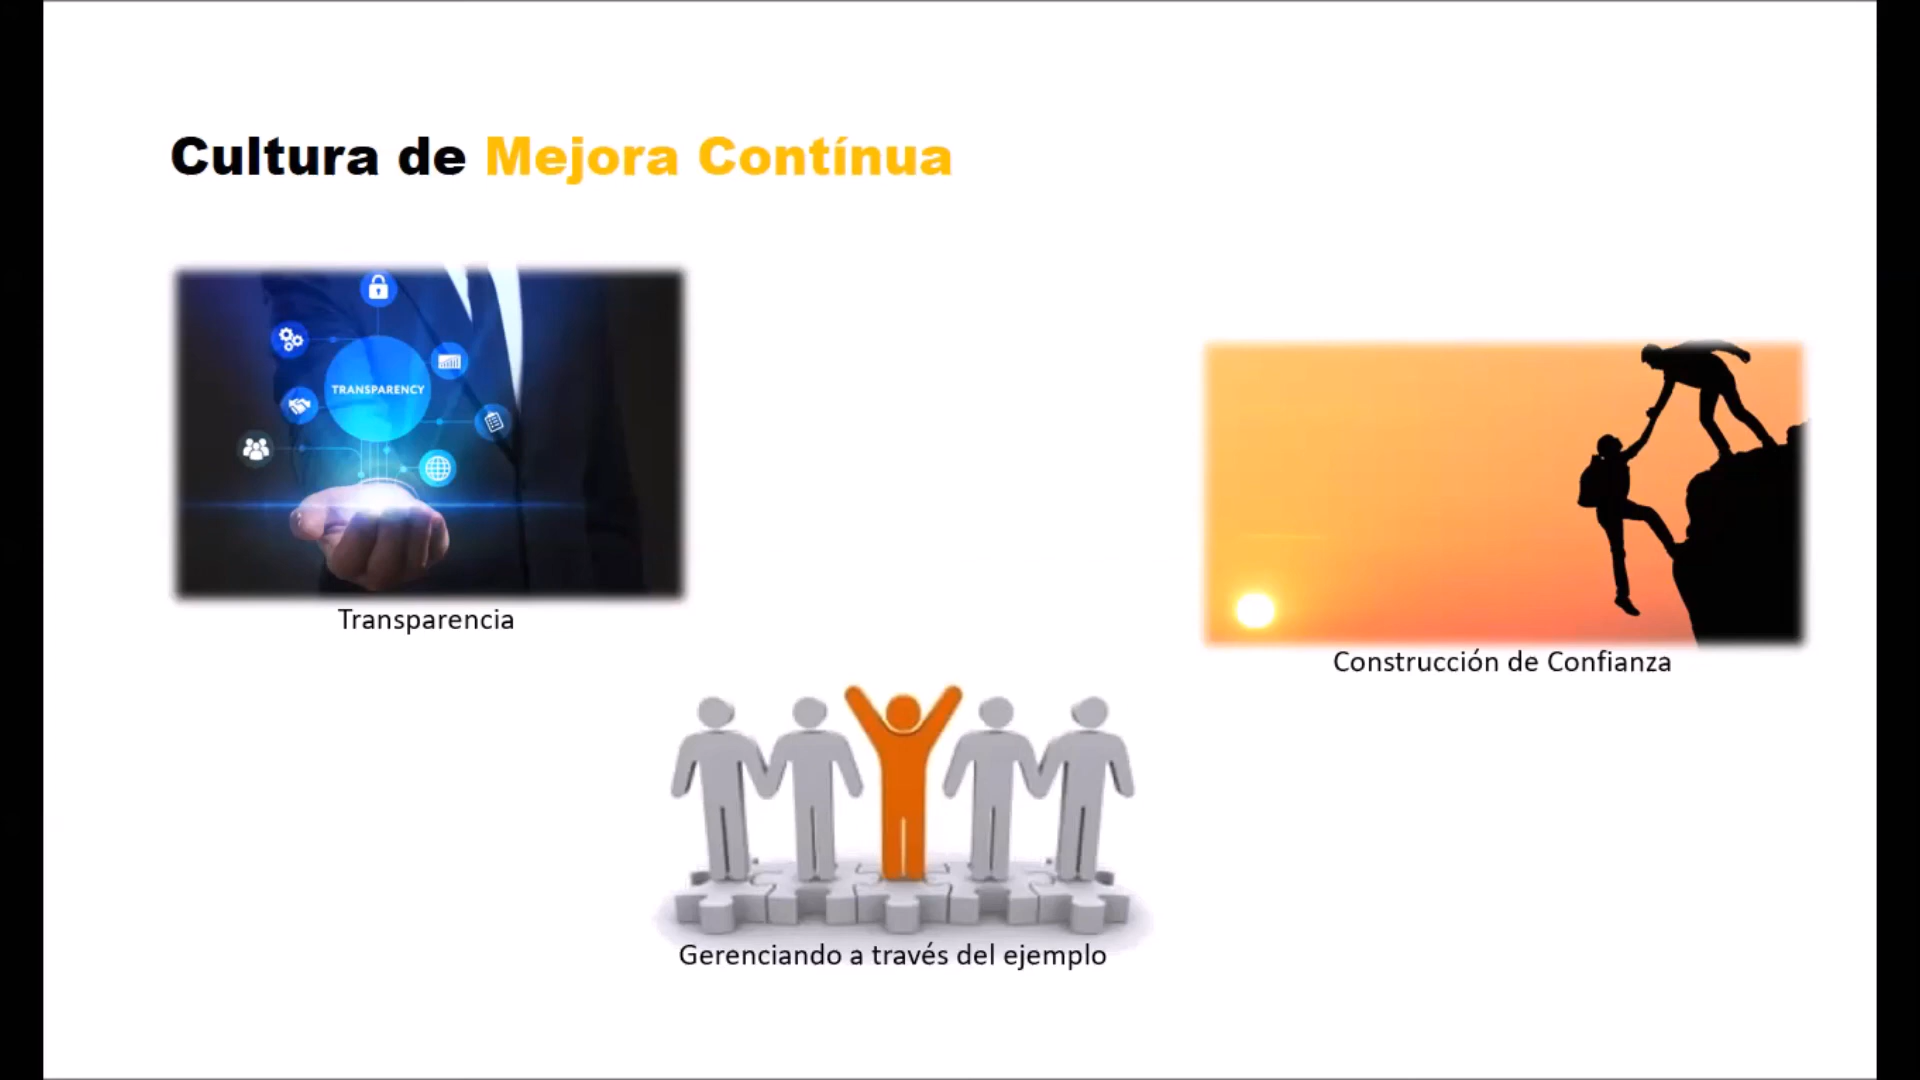 Cultura de Mejora Contínua
TRANSPARENCY
Transparencia
Construcción de Confianza
Gerenciando a través del ejemplo